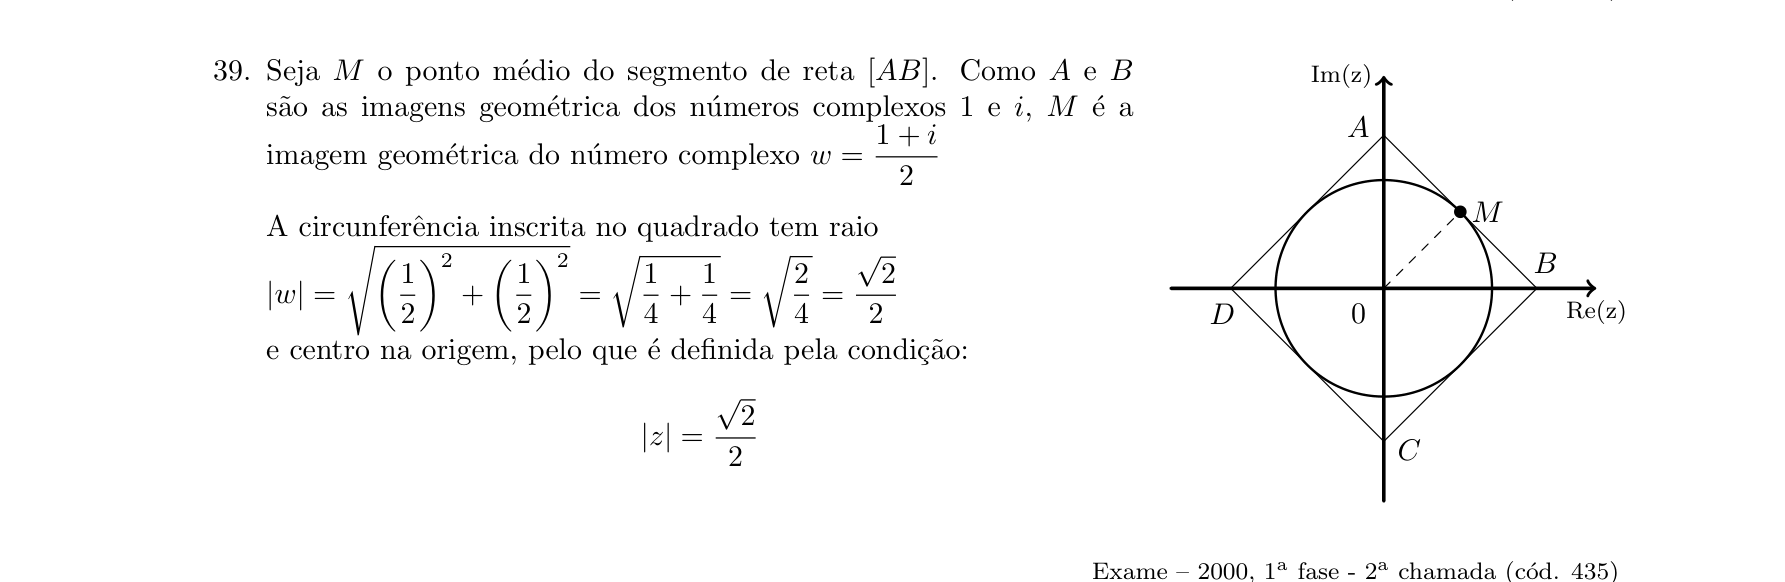 39. Seja M o ponto médio do segmento de reta [AB]. Como A e B
são as imagens geométrica dos números complexos 1 e i, M é a
imagem geométrica do número complexo w = \frac{1 + i}{2}
A circunferência inscrita no quadrado tem raio
|w| = \sqrt{\left(\frac{1}{2}\right)^2 + \left(\frac{1}{2}\right)^2} = \sqrt{\frac{1}{4} + \frac{1}{4}} = \sqrt{\frac{2}{4}} = \frac{\sqrt{2}}{2}
e centro na origem, pelo que é definida pela condição:
|z| = \frac{\sqrt{2}}{2}
Im(z)
A
M
B
D
0
Re(z)
C
Exame – 2000, 1ª fase - 2ª chamada (cód. 435)